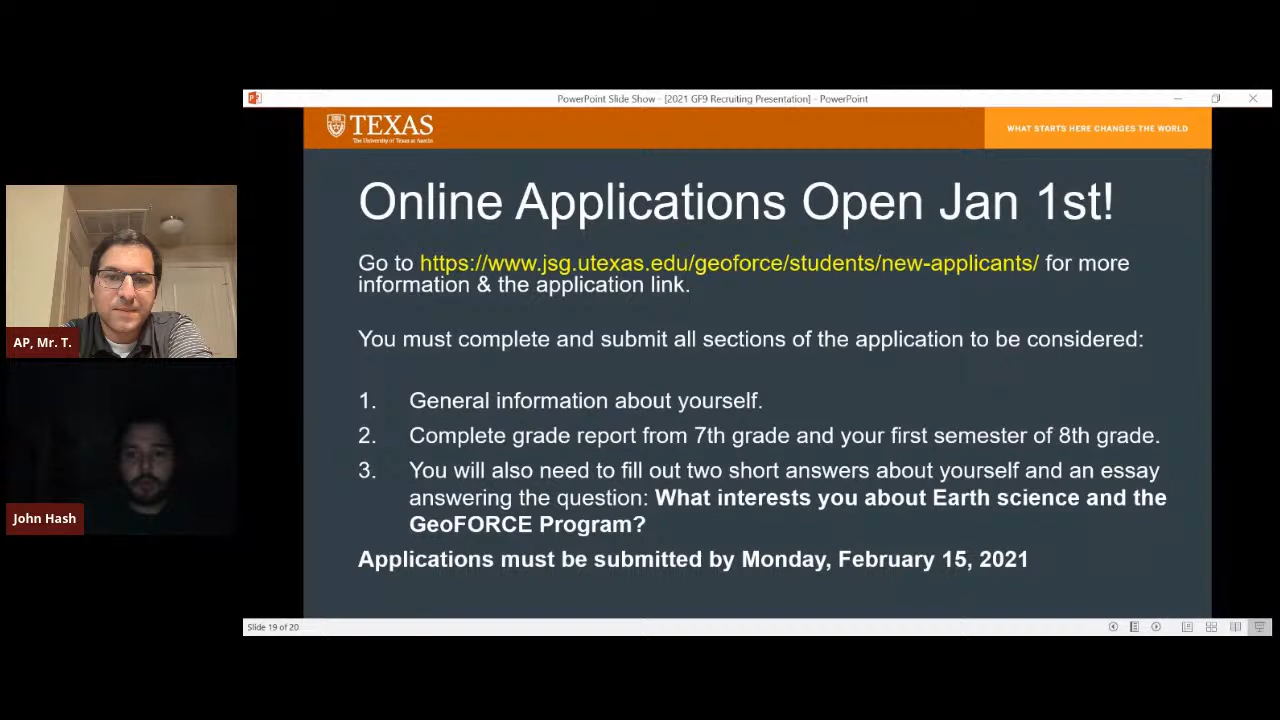 PowerPoint Slide Show - [2021 GF9 Recruiting Presentation] - PowerPoint
TEXAS
The University of Texas at Austin
WHAT STARTS HERE CHANGES THE WORLD
Online Applications Open Jan 1st!
Go to https://www.jsg.utexas.edu/geoforce/students/new-applicants/ for more
information & the application link.
You must complete and submit all sections of the application to be considered:
1. General information about yourself.
2. Complete grade report from 7th grade and your first semester of 8th grade.
3. You will also need to fill out two short answers about yourself and an essay
answering the question: What interests you about Earth science and the
GeoFORCE Program?
Applications must be submitted by Monday, February 15, 2021
AP, Mr. T.
John Hash
Slide 19 of 20